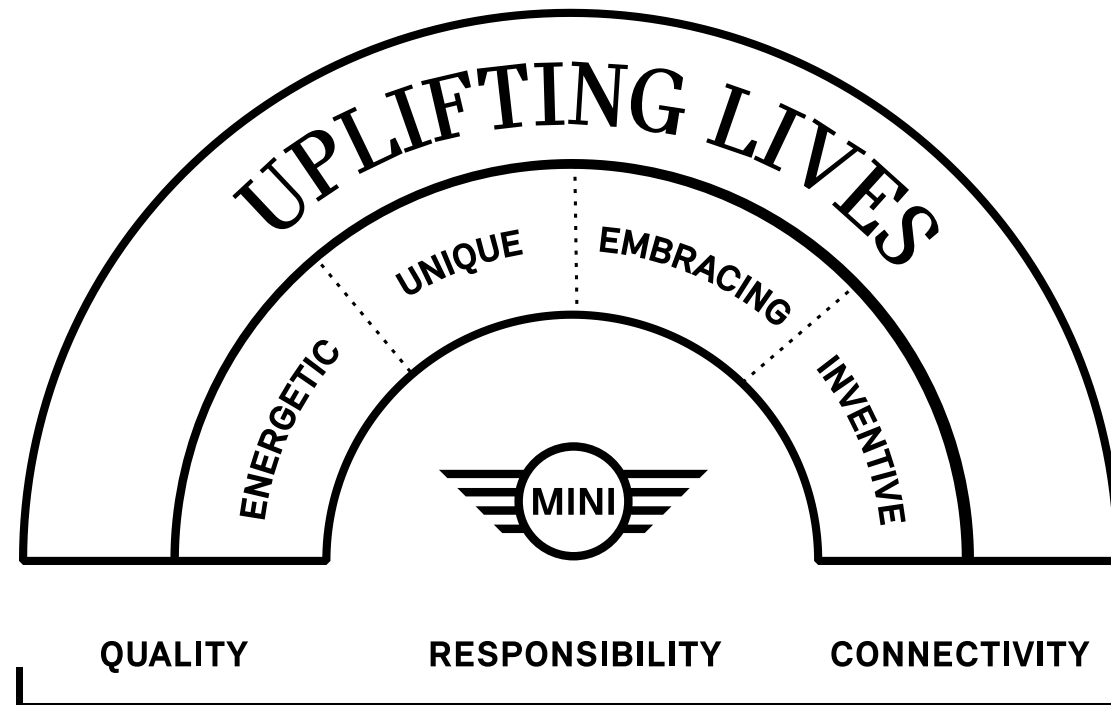 UPLIFTING LIVES
ENERGETIC
UNIQUE
EMBRACING
INVENTIVE
MINI
QUALITY
RESPONSIBILITY
CONNECTIVITY